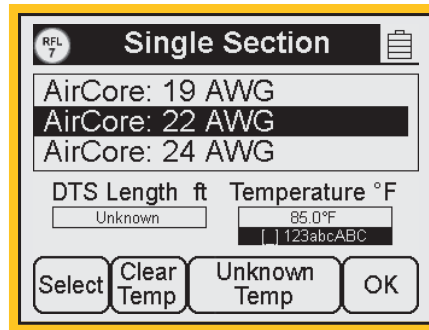 RFL
7
Single Section
AirCore: 19 AWG
AirCore: 22 AWG
AirCore: 24 AWG
DTS Length ft Temperature °F
Unknown 85.0°F
[_] 123abcABC
Select Clear Temp Unknown Temp OK